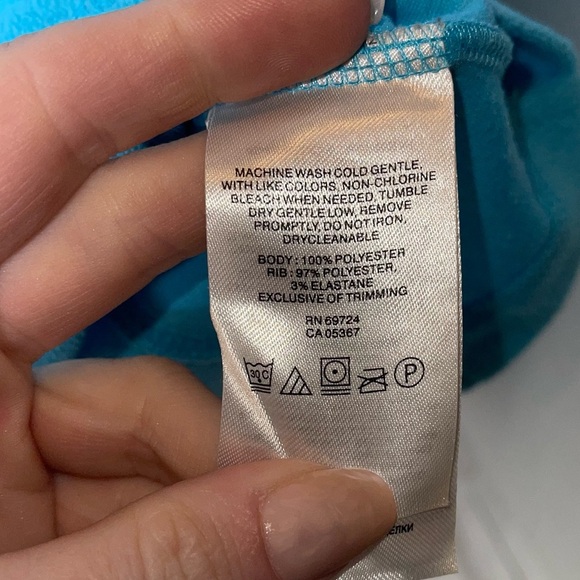 MACHINE WASH COLD GENTLE,
WITH LIKE COLORS, NON-CHLORINE
BLEACH WHEN NEEDED, TUMBLE
DRY GENTLE LOW, REMOVE
PROMPTLY, DO NOT IRON,
DRYCLEANABLE
BODY : 100% POLYESTER
RIB : 97% POLYESTER,
3% ELASTANE
EXCLUSIVE OF TRIMMING
RN 69724
CA 05367
30 C P